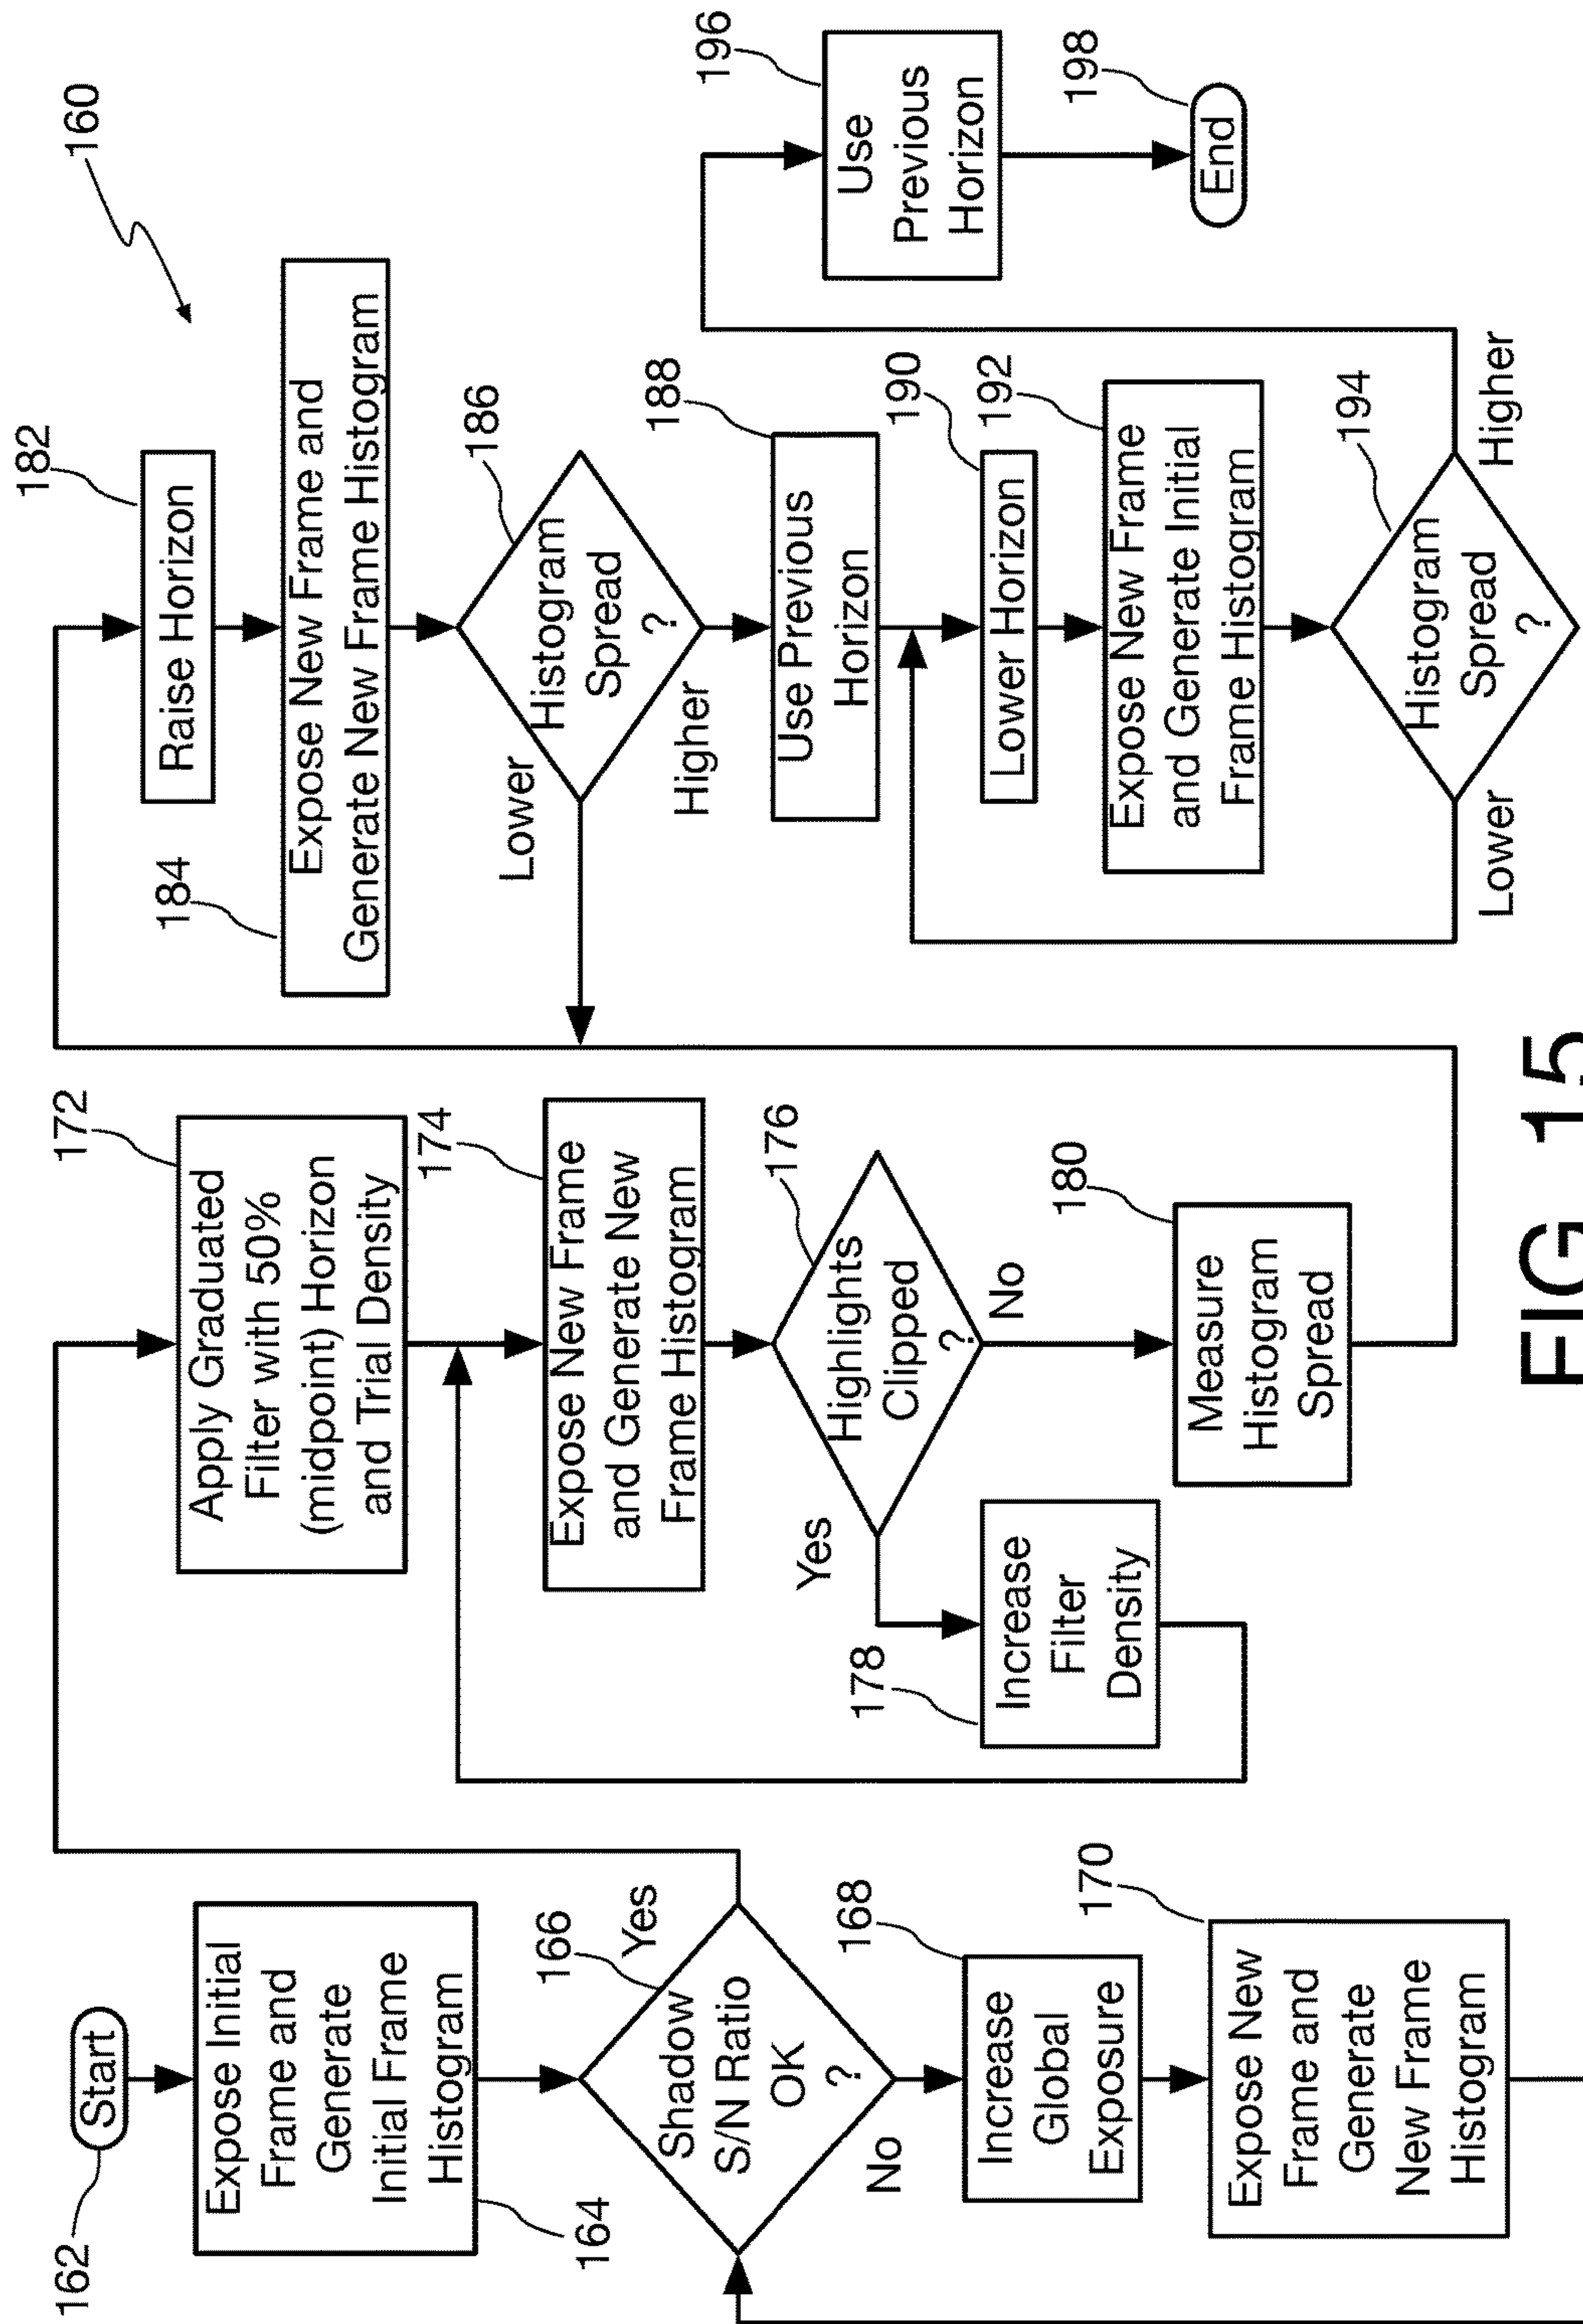 160
162
Start
Expose Initial
Frame and
Generate
Initial Frame
Histogram
164
Shadow
S/N Ratio
OK
?
166
Yes
No
168
Increase
Global
Exposure
170
Expose New
Frame and
Generate
New Frame
Histogram
172
Apply Graduated
Filter with 50%
(midpoint) Horizon
and Trial Density
174
Expose New Frame
and Generate New
Frame Histogram
176
Highlights
Clipped
?
Yes
No
178
Increase
Filter
Density
180
Measure
Histogram
Spread
182
Raise Horizon
184
Expose New Frame and
Generate New Frame Histogram
186
Histogram
Spread
?
Lower
Higher
188
Use Previous
Horizon
190
Lower Horizon
192
Expose New Frame
and Generate Initial
Frame Histogram
194
Histogram
Spread
?
Lower
Higher
196
Use
Previous
Horizon
198
End
FIG 15